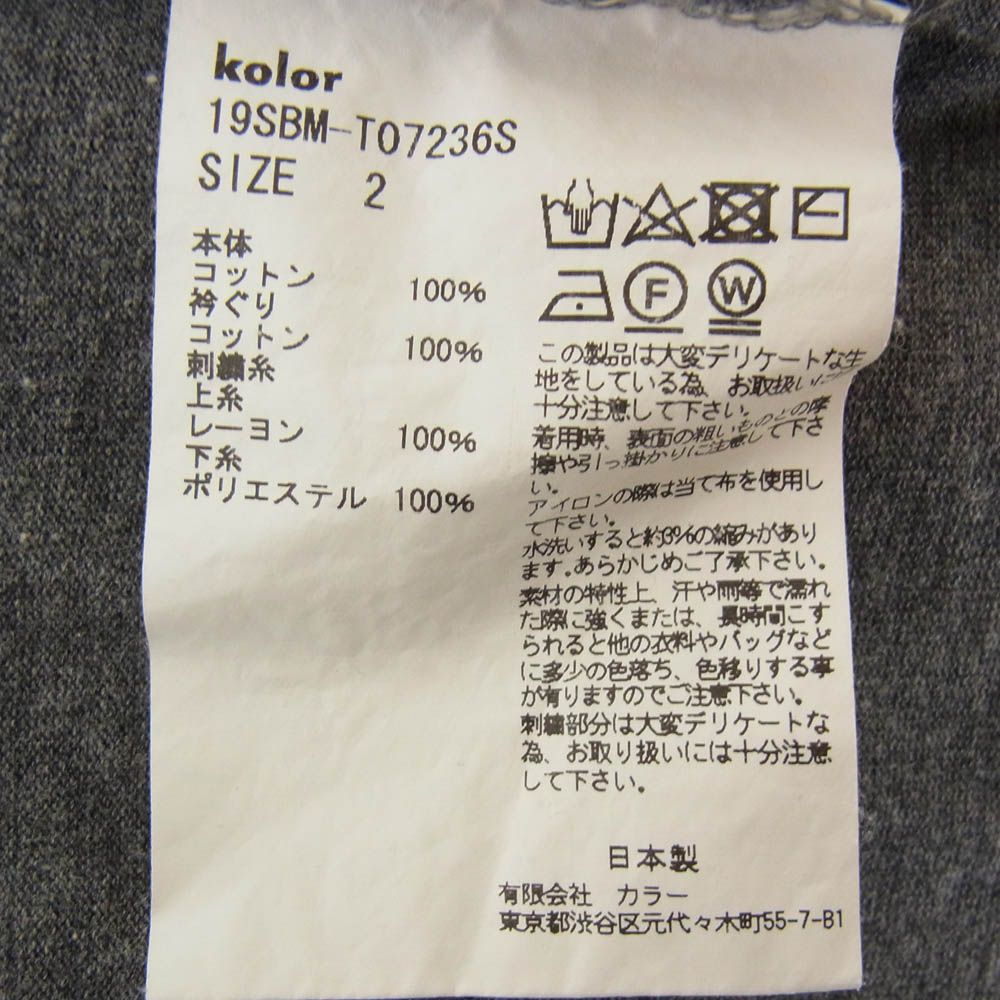 kolor
19SBM-T07236S
SIZE 2
本体
コットン 100%
衿ぐり
コットン 100%
刺繍糸
上糸
レーヨン 100%
下糸
ポリエステル 100%
F W
この製品は大変デリケートな生
地をしている為、お取扱いに
十分注意して下さい。
着用時、表面の粗いものとの摩
擦や引っ掛かりに注意して下さ
い。
アイロンの際は当て布を使用し
て下さい。
水洗いすると約3%の縮みがあり
ます。あらかじめご了承下さい。
素材の特性上、汗や雨等で濡れ
た際に強くまたは、長時間こす
られると他の衣料やバッグなど
に多少の色落ち、色移りする事
が有りますのでご注意下さい。
刺繍部分は大変デリケートな
為、お取り扱いには十分注意
して下さい。
日本製
有限会社 カラー
東京都渋谷区元代々木町55-7-B1